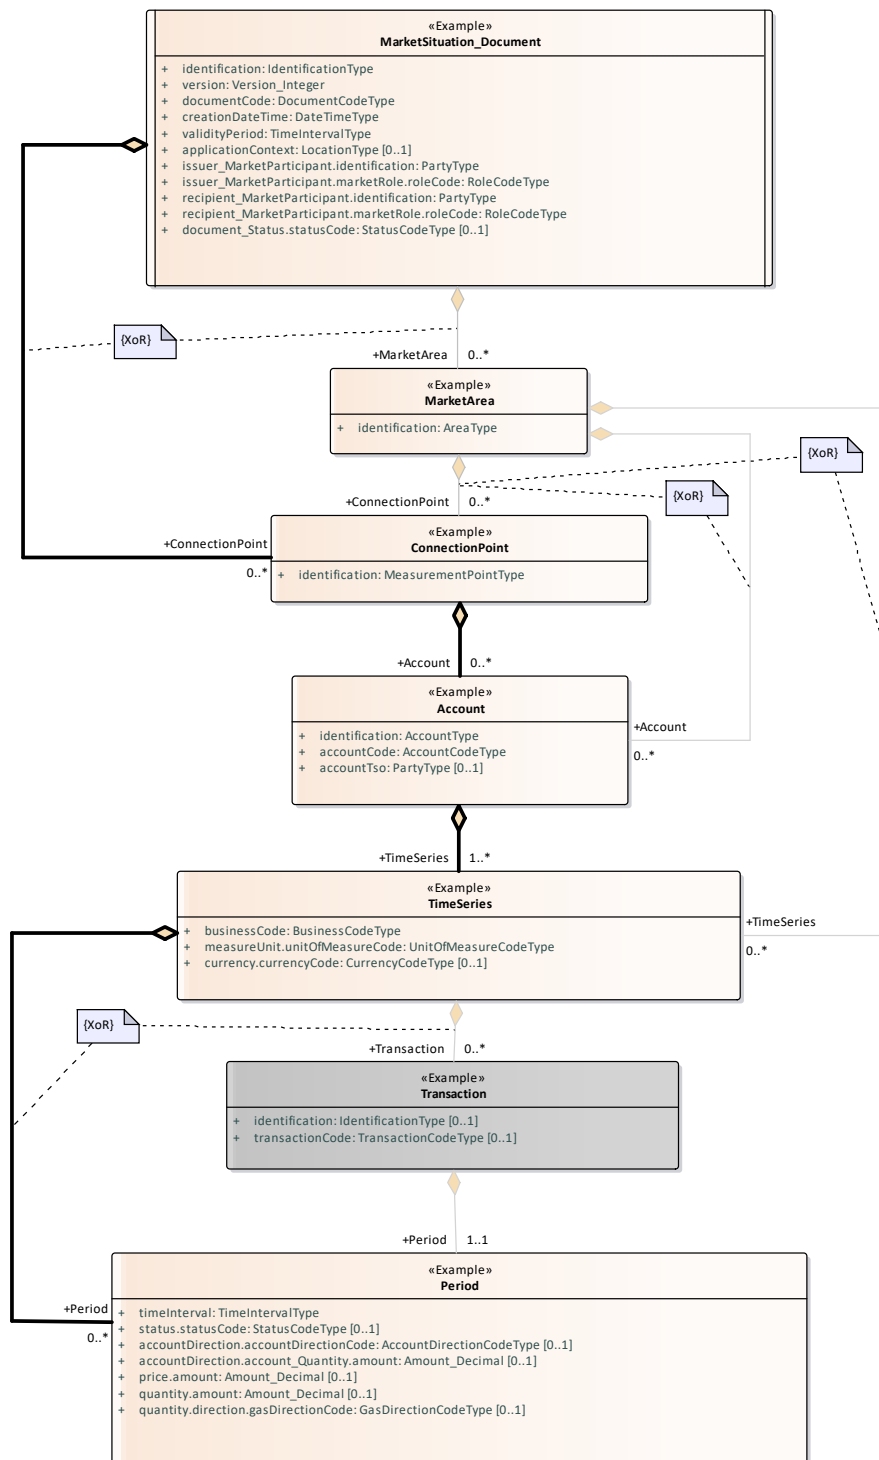 «Example»
MarketSituation_Document
+ identification: IdentificationType
+ version: Version_Integer
+ documentCode: DocumentCodeType
+ creationDateTime: DateTimeType
+ validityPeriod: TimeIntervalType
+ applicationContext: LocationType [0..1]
+ issuer_MarketParticipant.identification: PartyType
+ issuer_MarketParticipant.marketRole.roleCode: RoleCodeType
+ recipient_MarketParticipant.identification: PartyType
+ recipient_MarketParticipant.marketRole.roleCode: RoleCodeType
+ document_Status.statusCode: StatusCodeType [0..1]
{XoR}
+MarketArea 0..*
«Example»
MarketArea
+ identification: AreaType
{XoR}
{XoR}
+ConnectionPoint 0..*
+ConnectionPoint
0..*
«Example»
ConnectionPoint
+ identification: MeasurementPointType
+Account 0..*
«Example»
Account
+ identification: AccountType
+ accountCode: AccountCodeType
+ accountTso: PartyType [0..1]
+Account
0..*
+TimeSeries 1..*
«Example»
TimeSeries
+ businessCode: BusinessCodeType
+ measureUnit.unitOfMeasureCode: UnitOfMeasureCodeType
+ currency.currencyCode: CurrencyCodeType [0..1]
+TimeSeries
0..*
{XoR}
+Transaction 0..*
«Example»
Transaction
+ identification: IdentificationType [0..1]
+ transactionCode: TransactionCodeType [0..1]
+Period 1..1
+Period
0..*
«Example»
Period
+ timeInterval: TimeIntervalType
+ status.statusCode: StatusCodeType [0..1]
+ accountDirection.accountDirectionCode: AccountDirectionCodeType [0..1]
+ accountDirection.account_Quantity.amount: Amount_Decimal [0..1]
+ price.amount: Amount_Decimal [0..1]
+ quantity.amount: Amount_Decimal [0..1]
+ quantity.direction.gasDirectionCode: GasDirectionCodeType [0..1]